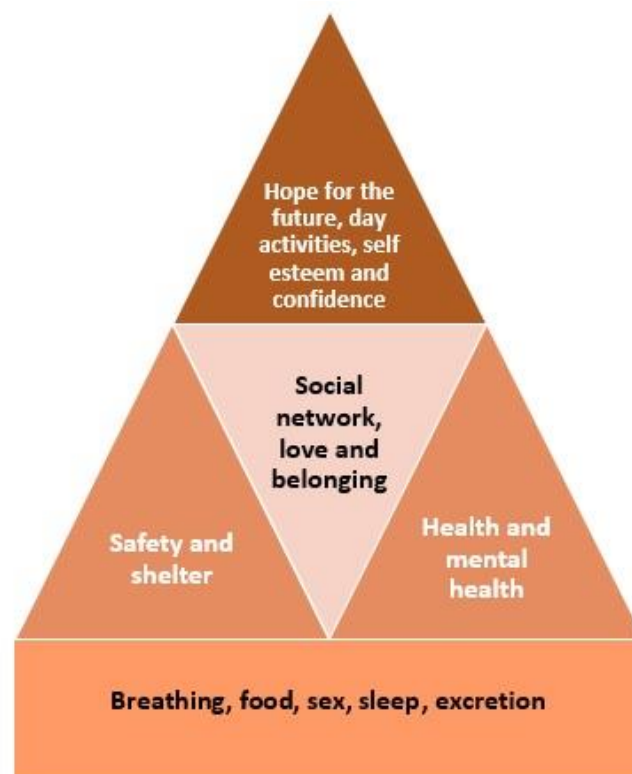 Hope for the
future, day
activities, self
esteem and
confidence
Social
network,
love and
belonging
Safety and
shelter
Health and
mental
health
Breathing, food, sex, sleep, excretion